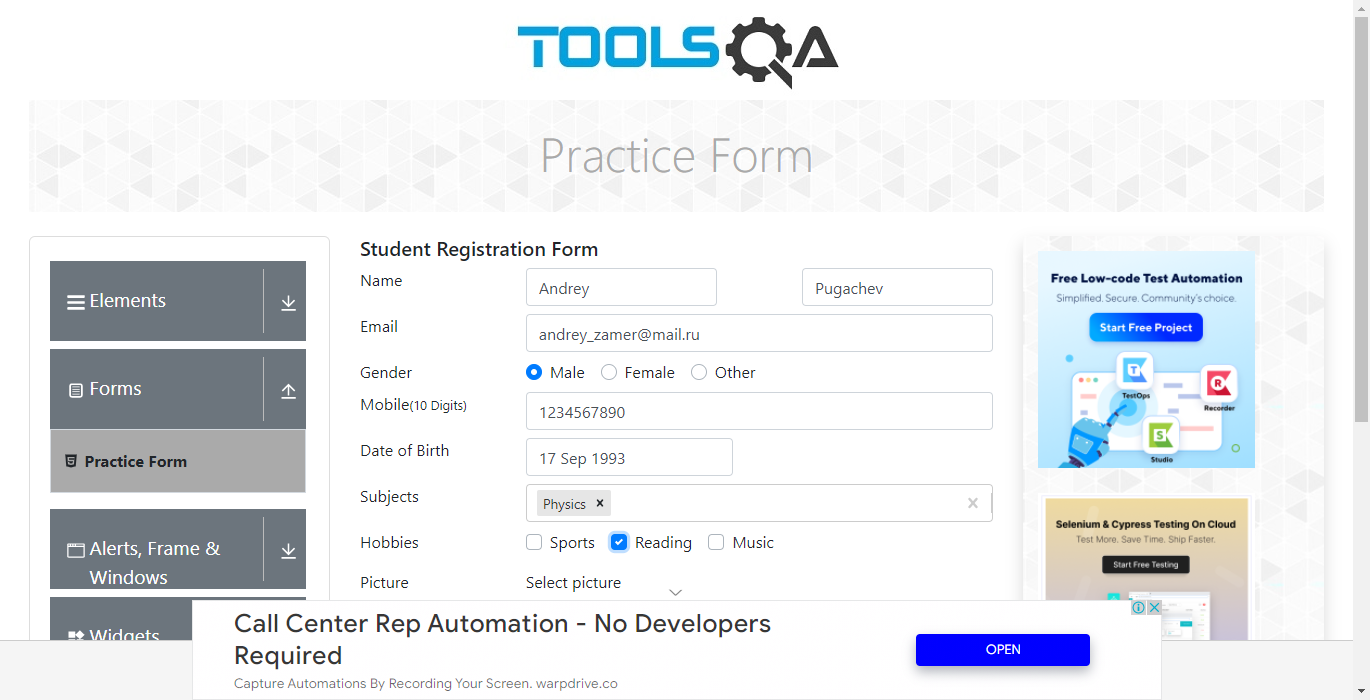 TOOLSQA
Practice Form
Elements
Forms
Practice Form
Alerts, Frame &
Windows
Widgets
Student Registration Form
Name
Andrey
Pugachev
Email
andrey_zamer@mail.ru
Gender
Male
Female
Other
Mobile(10 Digits)
1234567890
Date of Birth
17 Sep 1993
Subjects
Physics
Hobbies
Sports
Reading
Music
Picture
Select picture
Free Low-code Test Automation
Simplified. Secure. Community's choice.
Start Free Project
TestOps
Recorder
Studio
Selenium & Cypress Testing On Cloud
Test More. Save Time. Ship Faster.
Start Free Testing
Call Center Rep Automation - No Developers
Required
Capture Automations By Recording Your Screen. warpdrive.co
OPEN